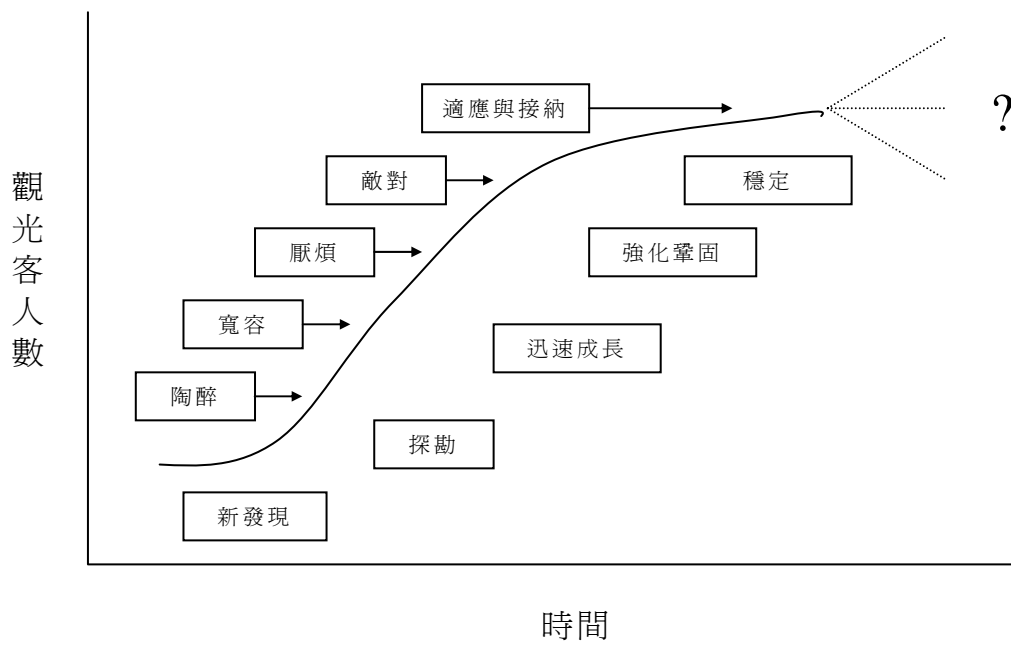 適應與接納
?
敵對
穩定
觀光客人數
厭煩
強化鞏固
寬容
迅速成長
陶醉
探勘
新發現
時間